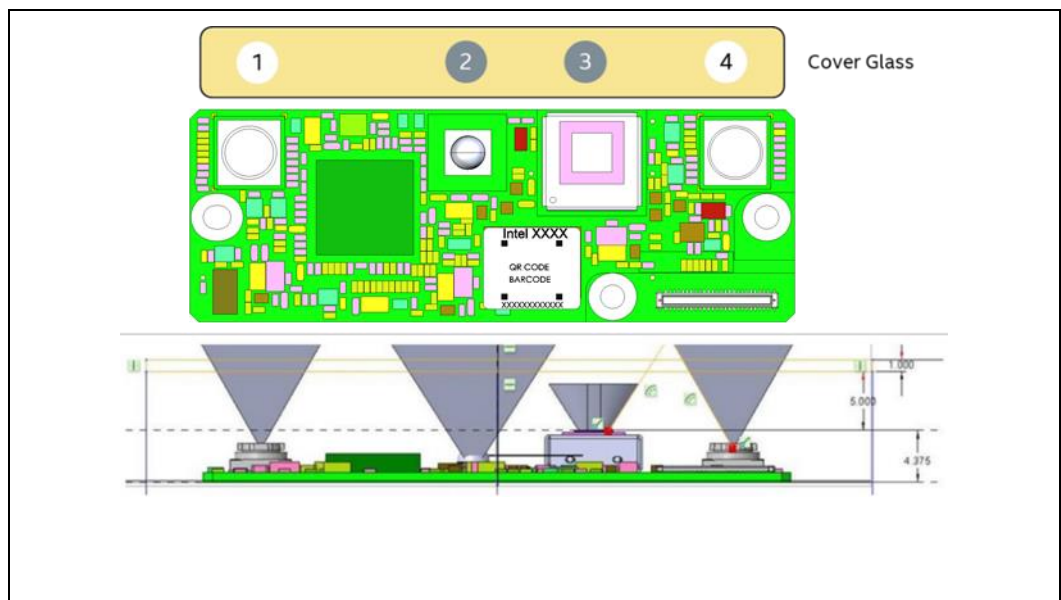 1 2 3 4 Cover Glass
Intel XXXX
QR CODE
BARCODE
XXXXXXXXXXXX
1.000
5.000
4.375